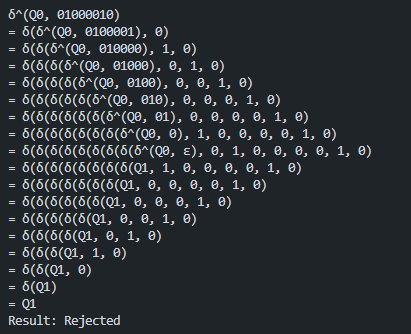 δ^(Q0, 01000010)
= δ(δ^(Q0, 0100001), 0)
= δ(δ(δ^(Q0, 010000), 1, 0)
= δ(δ(δ(δ^(Q0, 01000), 0, 1, 0)
= δ(δ(δ(δ(δ^(Q0, 0100), 0, 0, 1, 0)
= δ(δ(δ(δ(δ(δ^(Q0, 010), 0, 0, 0, 1, 0)
= δ(δ(δ(δ(δ(δ(δ^(Q0, 01), 0, 0, 0, 0, 1, 0)
= δ(δ(δ(δ(δ(δ(δ(δ^(Q0, 0), 1, 0, 0, 0, 0, 1, 0)
= δ(δ(δ(δ(δ(δ(δ(δ(δ^(Q0, ε), 0, 1, 0, 0, 0, 0, 1, 0)
= δ(δ(δ(δ(δ(δ(δ(δ(Q1, 1, 0, 0, 0, 0, 1, 0)
= δ(δ(δ(δ(δ(δ(δ(Q1, 0, 0, 0, 0, 1, 0)
= δ(δ(δ(δ(δ(δ(Q1, 0, 0, 0, 1, 0)
= δ(δ(δ(δ(δ(Q1, 0, 0, 1, 0)
= δ(δ(δ(δ(Q1, 0, 1, 0)
= δ(δ(δ(Q1, 1, 0)
= δ(δ(Q1, 0)
= δ(Q1)
= Q1
Result: Rejected